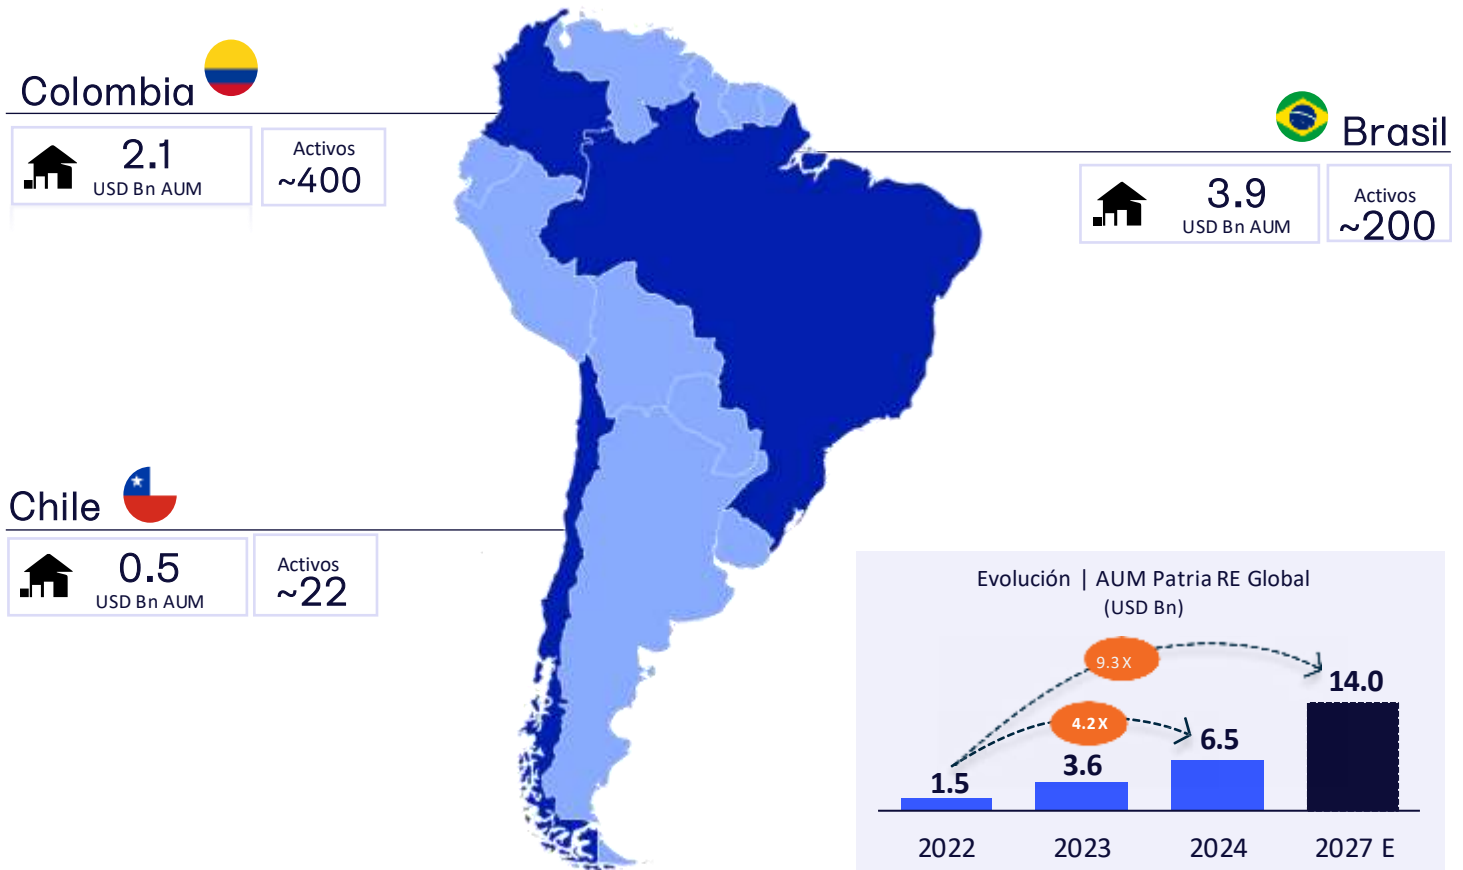 Colombia
2.1
USD Bn AUM
Activos
~400
Brasil
3.9
USD Bn AUM
Activos
~200
Chile
0.5
USD Bn AUM
Activos
~22
Evolución | AUM Patria RE Global
(USD Bn)
9.3 X
14.0
4.2 X
6.5
3.6
1.5
2022 2023 2024 2027 E